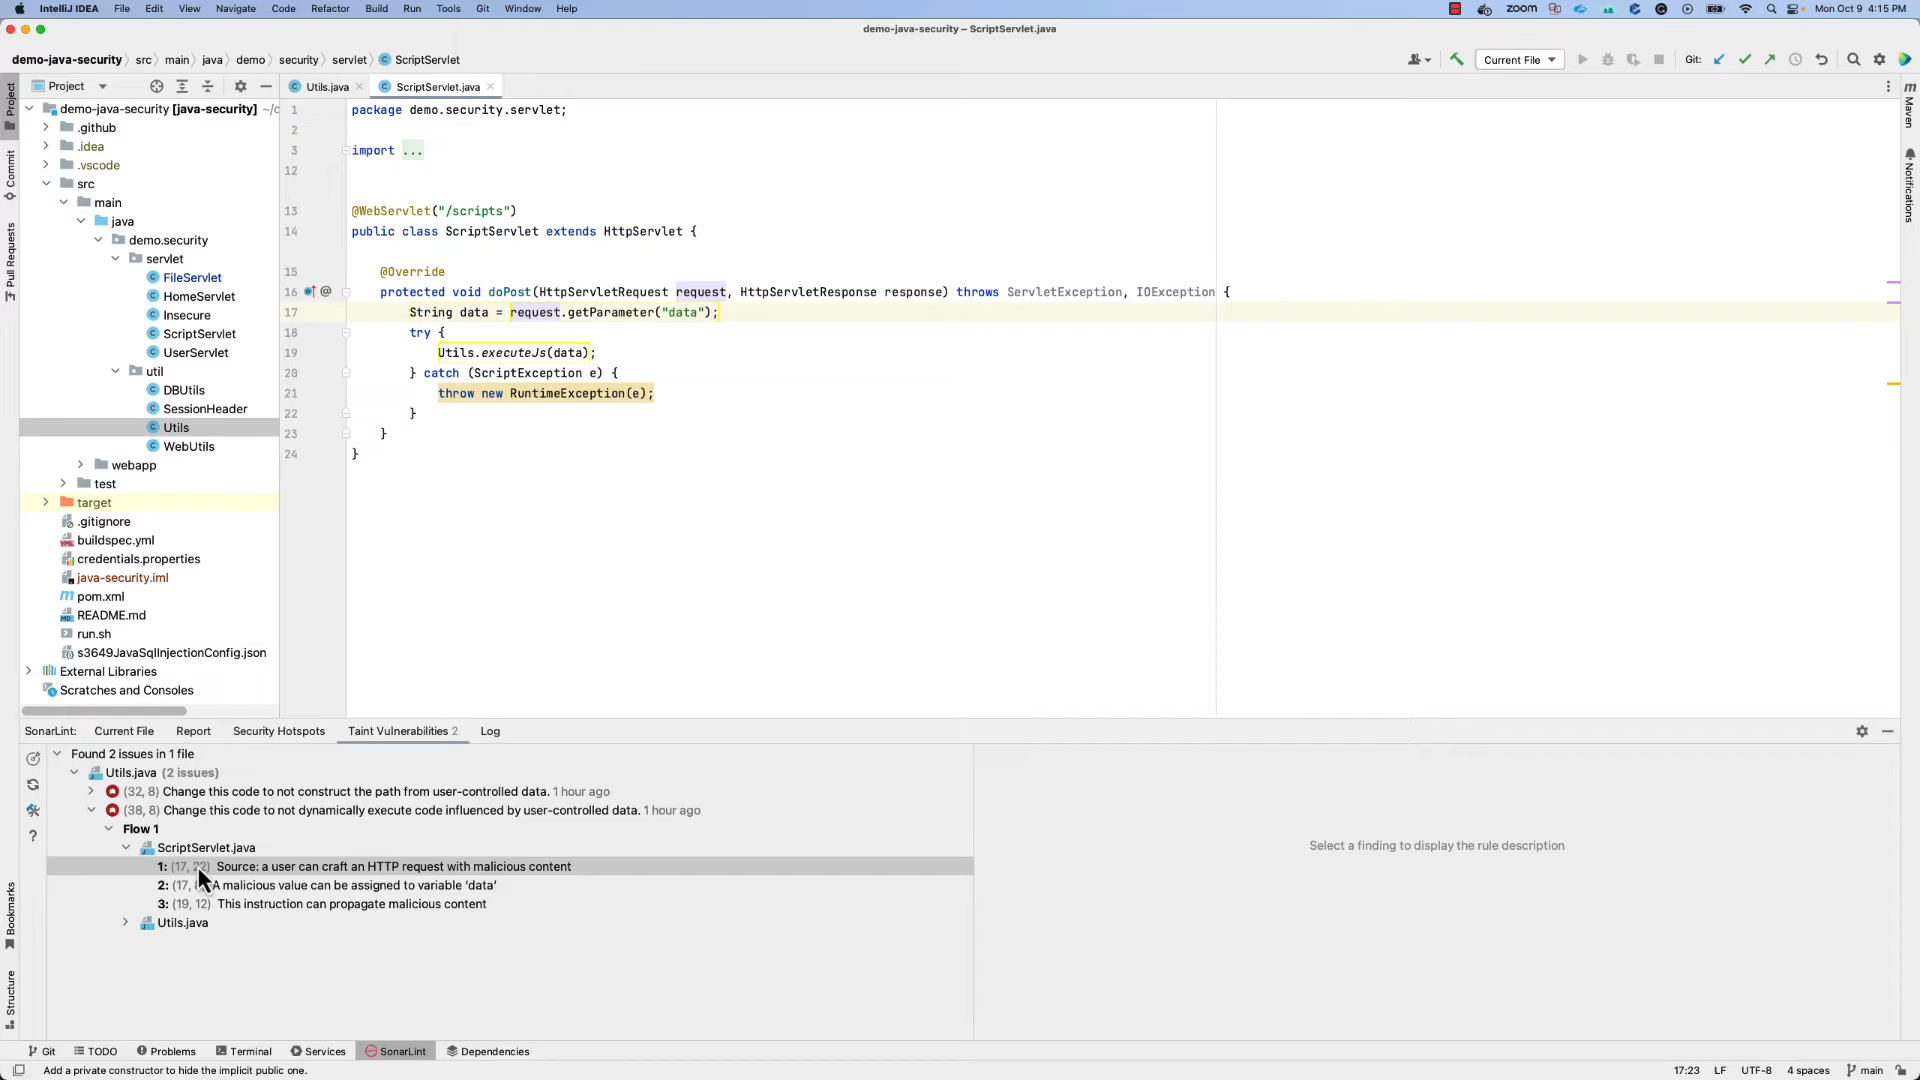 IntelliJ IDEA File Edit View Navigate Code Refactor Build Run Tools Git Window Help zoom Mon Oct 9 4:15 PM
demo-java-security – ScriptServlet.java
demo-java-security src main java demo security servlet ScriptServlet Current File Git:
Project Utils.java ScriptServlet.java
Project
Commit
Pull Requests
Bookmarks
Structure
Maven
Notifications
demo-java-security [java-security] ~/c
.github
.idea
.vscode
src
main
java
demo.security
servlet
FileServlet
HomeServlet
Insecure
ScriptServlet
UserServlet
util
DBUtils
SessionHeader
Utils
WebUtils
webapp
test
target
.gitignore
buildspec.yml
credentials.properties
java-security.iml
pom.xml
README.md
run.sh
s3649JavaSqlInjectionConfig.json
External Libraries
Scratches and Consoles
1 package demo.security.servlet;
2
3 import ...
12
13 @WebServlet("/scripts")
14 public class ScriptServlet extends HttpServlet {
15 @Override
16 protected void doPost(HttpServletRequest request, HttpServletResponse response) throws ServletException, IOException {
17 String data = request.getParameter("data");
18 try {
19 Utils.executeJs(data);
20 } catch (ScriptException e) {
21 throw new RuntimeException(e);
22 }
23 }
24 }
SonarLint: Current File Report Security Hotspots Taint Vulnerabilities 2 Log
Found 2 issues in 1 file
Utils.java (2 issues)
(32, 8) Change this code to not construct the path from user-controlled data. 1 hour ago
(38, 8) Change this code to not dynamically execute code influenced by user-controlled data. 1 hour ago
Flow 1
ScriptServlet.java
1: (17, 22) Source: a user can craft an HTTP request with malicious content
2: (17, A malicious value can be assigned to variable ‘data’
3: (19, 12) This instruction can propagate malicious content
Utils.java
Select a finding to display the rule description
Git TODO Problems Terminal Services SonarLint Dependencies
Add a private constructor to hide the implicit public one. 17:23 LF UTF-8 4 spaces main